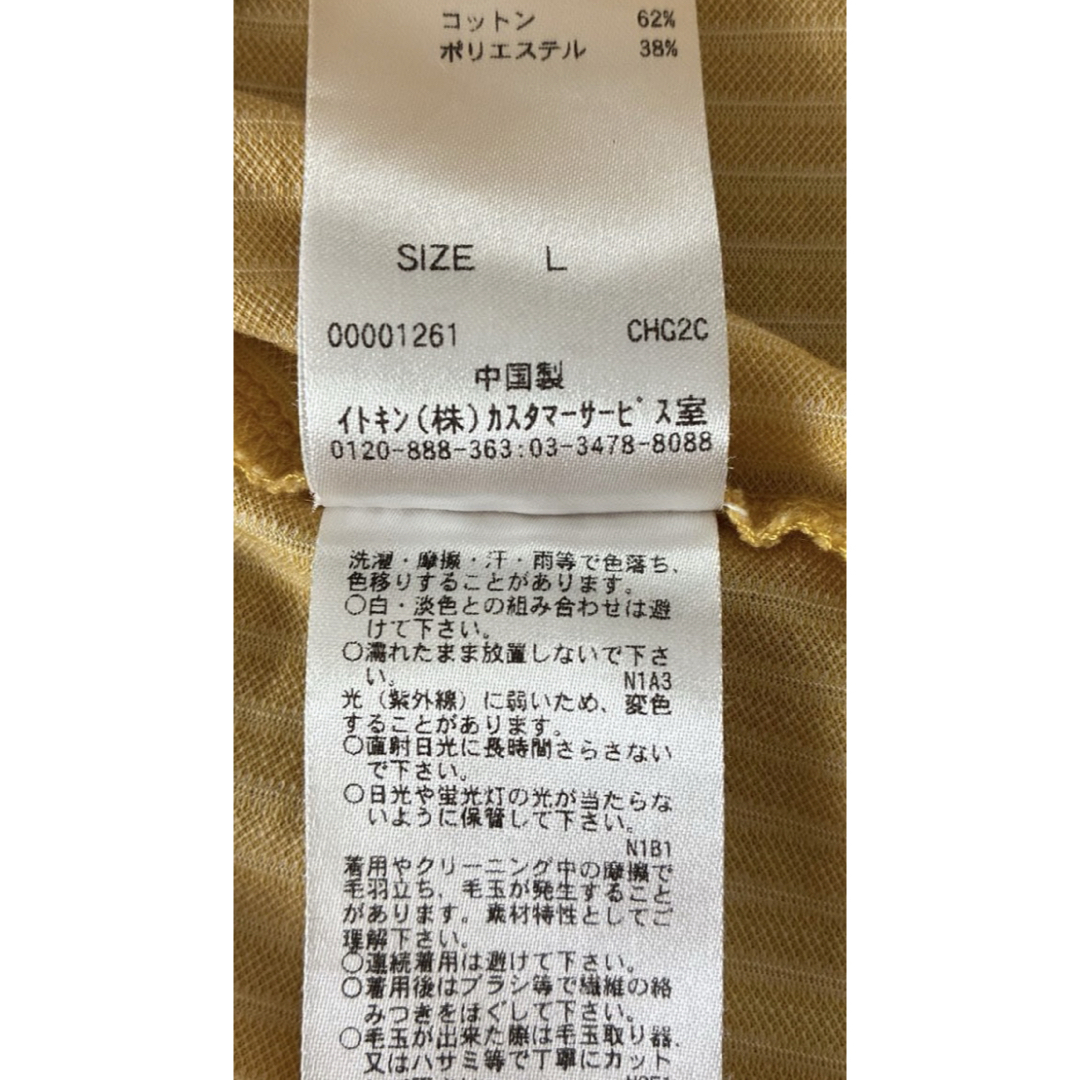 コットン 62%
ポリエステル 38%
SIZE L
00001261 CHG2C
中国製
イトキン(株)カスタマーサービス室
0120-888-363:03-3478-8088
洗濯・摩擦・汗・雨等で色落ち、
色移りすることがあります。
○白・淡色との組み合わせは避
けて下さい。
○濡れたまま放置しないで下さ
い。 N1A3
光(紫外線)に弱いため、変色
することがあります。
○直射日光に長時間さらさない
で下さい。
○日光や蛍光灯の光が当たらな
いように保管して下さい。
N1B1
着用やクリーニング中の摩擦で
毛羽立ち、毛玉が発生すること
があります。素材特性としてご
理解下さい。
○連続着用は避けて下さい。
○着用後はブラシ等で繊維の絡
みつきをほぐして下さい。
○毛玉が出来た際は毛玉取り器、
又はハサミ等で丁寧にカット